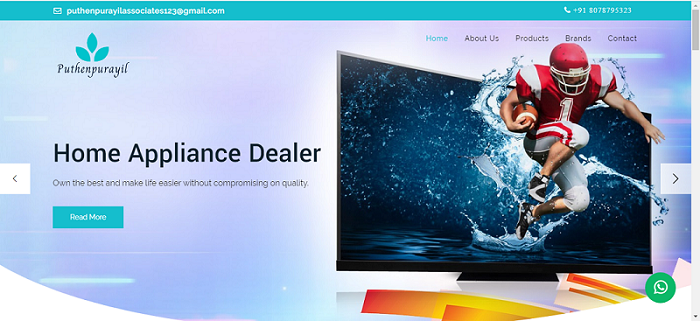 puthenpurayilassociates123@gmail.com
+91 8078795323
Puthenpurayil
Home About Us Products Brands Contact
1
Home Appliance Dealer
Own the best and make life easier without compromising on quality.
Read More